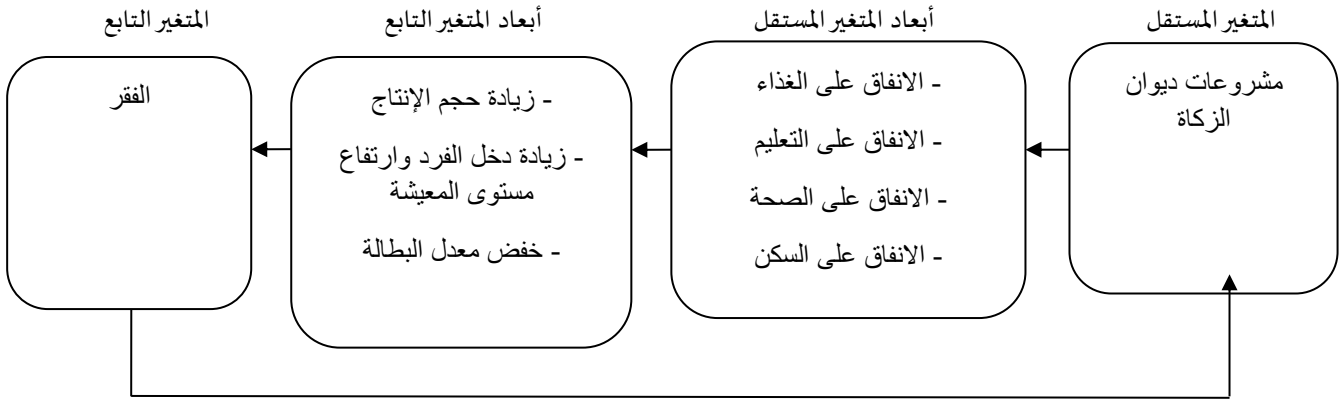 المتغير المستقل
أبعاد المتغير المستقل
أبعاد المتغير التابع
المتغير التابع
مشروعات ديوان
الزكاة
- الانفاق على الغذاء
- الانفاق على التعليم
- الانفاق على الصحة
- الانفاق على السكن
- زيادة حجم الإنتاج
- زيادة دخل الفرد وارتفاع
مستوى المعيشة
- خفض معدل البطالة
الفقر